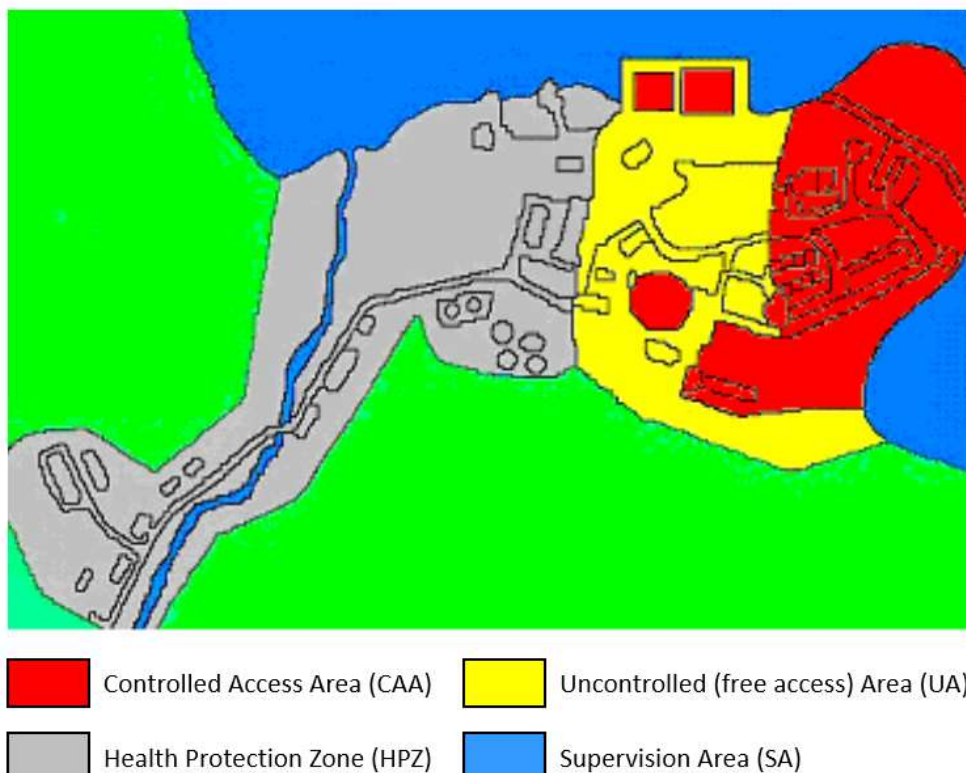 Controlled Access Area (CAA)
Uncontrolled (free access) Area (UA)
Health Protection Zone (HPZ)
Supervision Area (SA)